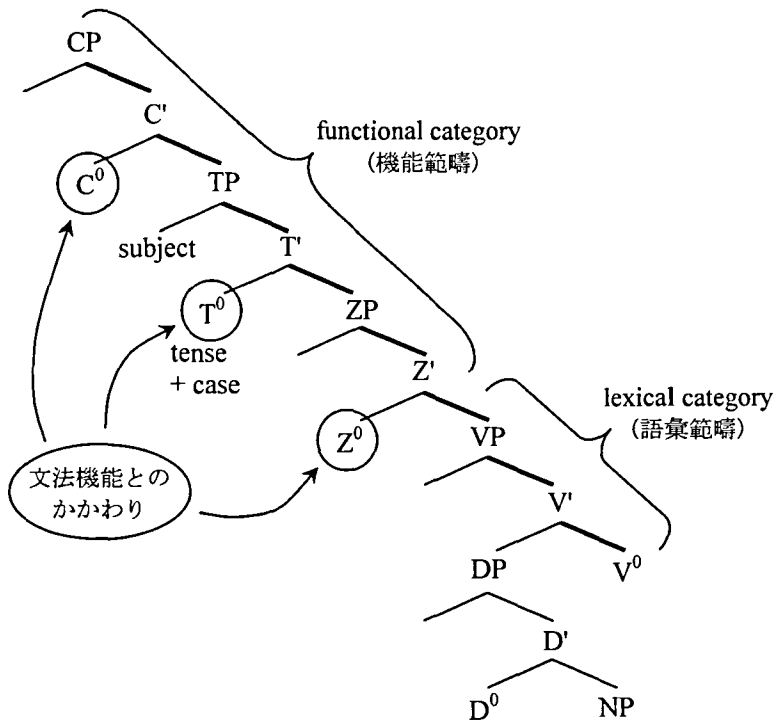 CP
C'
functional category
(機能範疇)
C⁰
TP
subject
T'
T⁰
ZP
tense
+ case
Z'
lexical category
(語彙範疇)
Z⁰
VP
文法機能との
かかわり
V'
DP
V⁰
D'
D⁰
NP